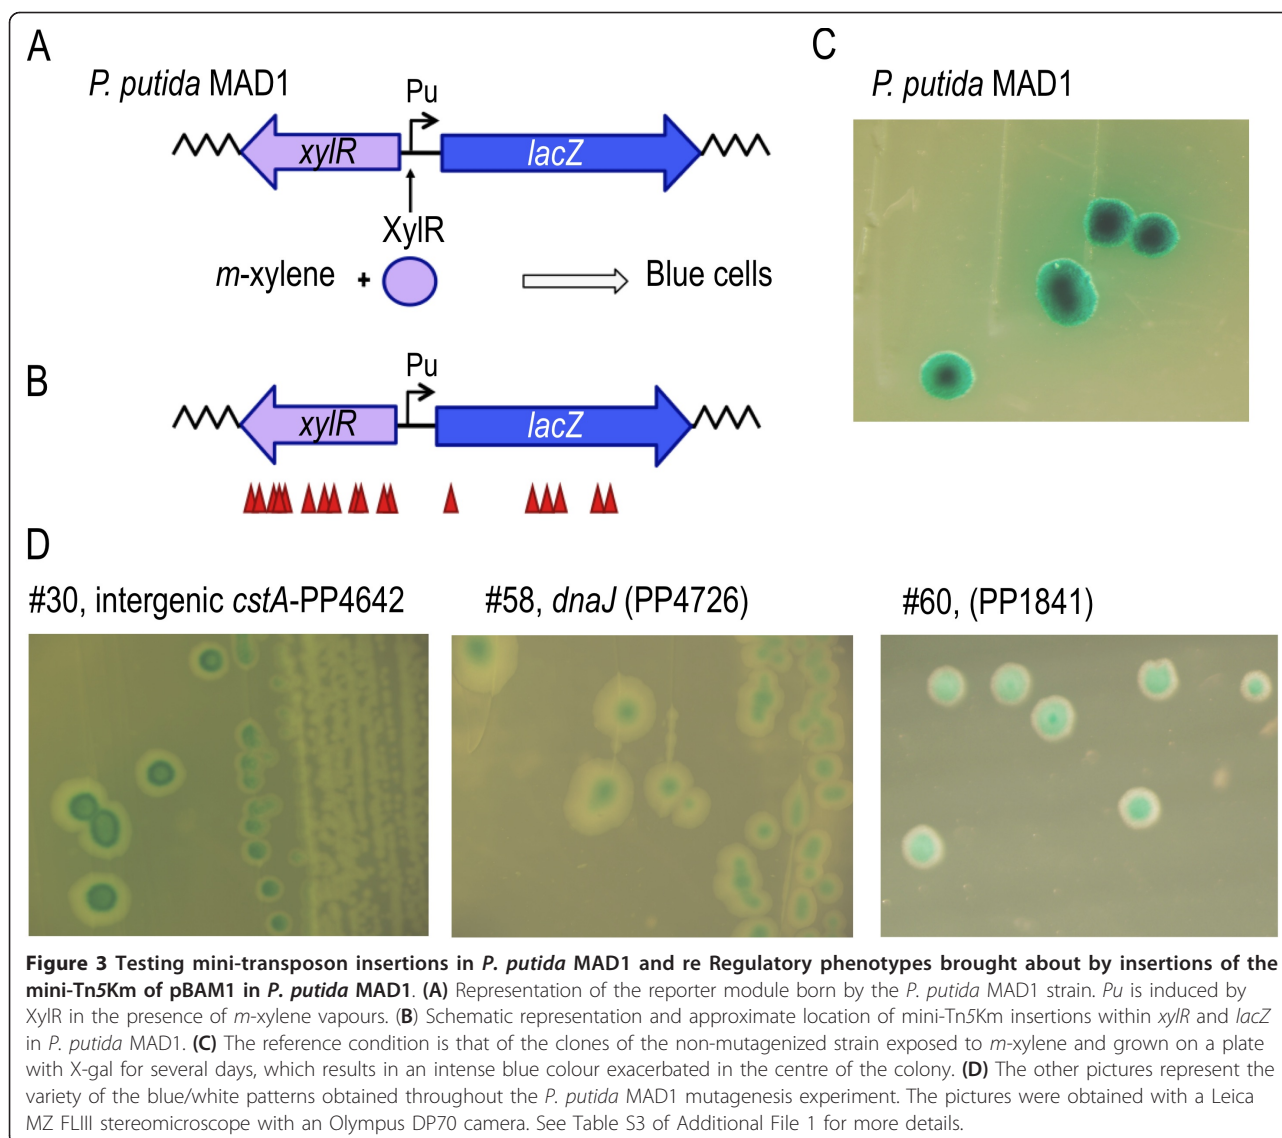 A
P. putida MAD1
Pu
xylR
lacZ
XylR
m-xylene + Blue cells
B
Pu
xylR
lacZ
C
P. putida MAD1
D
#30, intergenic cstA-PP4642
#58, dnaJ (PP4726)
#60, (PP1841)
Figure 3 Testing mini-transposon insertions in P. putida MAD1 and re Regulatory phenotypes brought about by insertions of the
mini-Tn5Km of pBAM1 in P. putida MAD1. (A) Representation of the reporter module born by the P. putida MAD1 strain. Pu is induced by
XylR in the presence of m-xylene vapours. (B) Schematic representation and approximate location of mini-Tn5Km insertions within xylR and lacZ
in P. putida MAD1. (C) The reference condition is that of the clones of the non-mutagenized strain exposed to m-xylene and grown on a plate
with X-gal for several days, which results in an intense blue colour exacerbated in the centre of the colony. (D) The other pictures represent the
variety of the blue/white patterns obtained throughout the P. putida MAD1 mutagenesis experiment. The pictures were obtained with a Leica
MZ FLIII stereomicroscope with an Olympus DP70 camera. See Table S3 of Additional File 1 for more details.